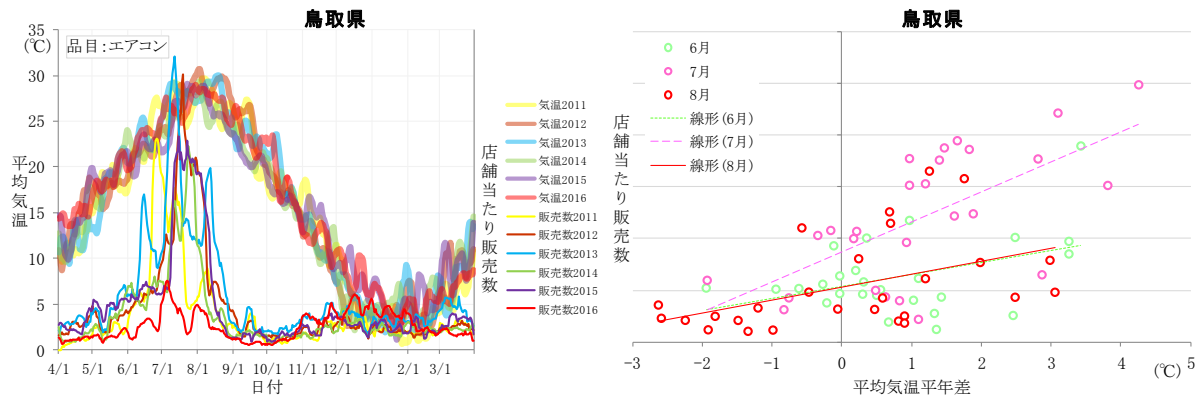 鳥取県
35
(℃)
品目:エアコン
30
25
20
15
10
5
0
平均気温
4/1 5/1 6/1 7/1 8/1 9/1 10/1 11/1 12/1 1/1 2/1 3/1
日付
店舗当たり販売数
気温2011
気温2012
気温2013
気温2014
気温2015
気温2016
販売数2011
販売数2012
販売数2013
販売数2014
販売数2015
販売数2016
鳥取県
店舗当たり販売数
6月
7月
8月
線形 (6月)
線形 (7月)
線形 (8月)
-3 -2 -1 0 1 2 3 4 5
(℃)
平均気温平年差